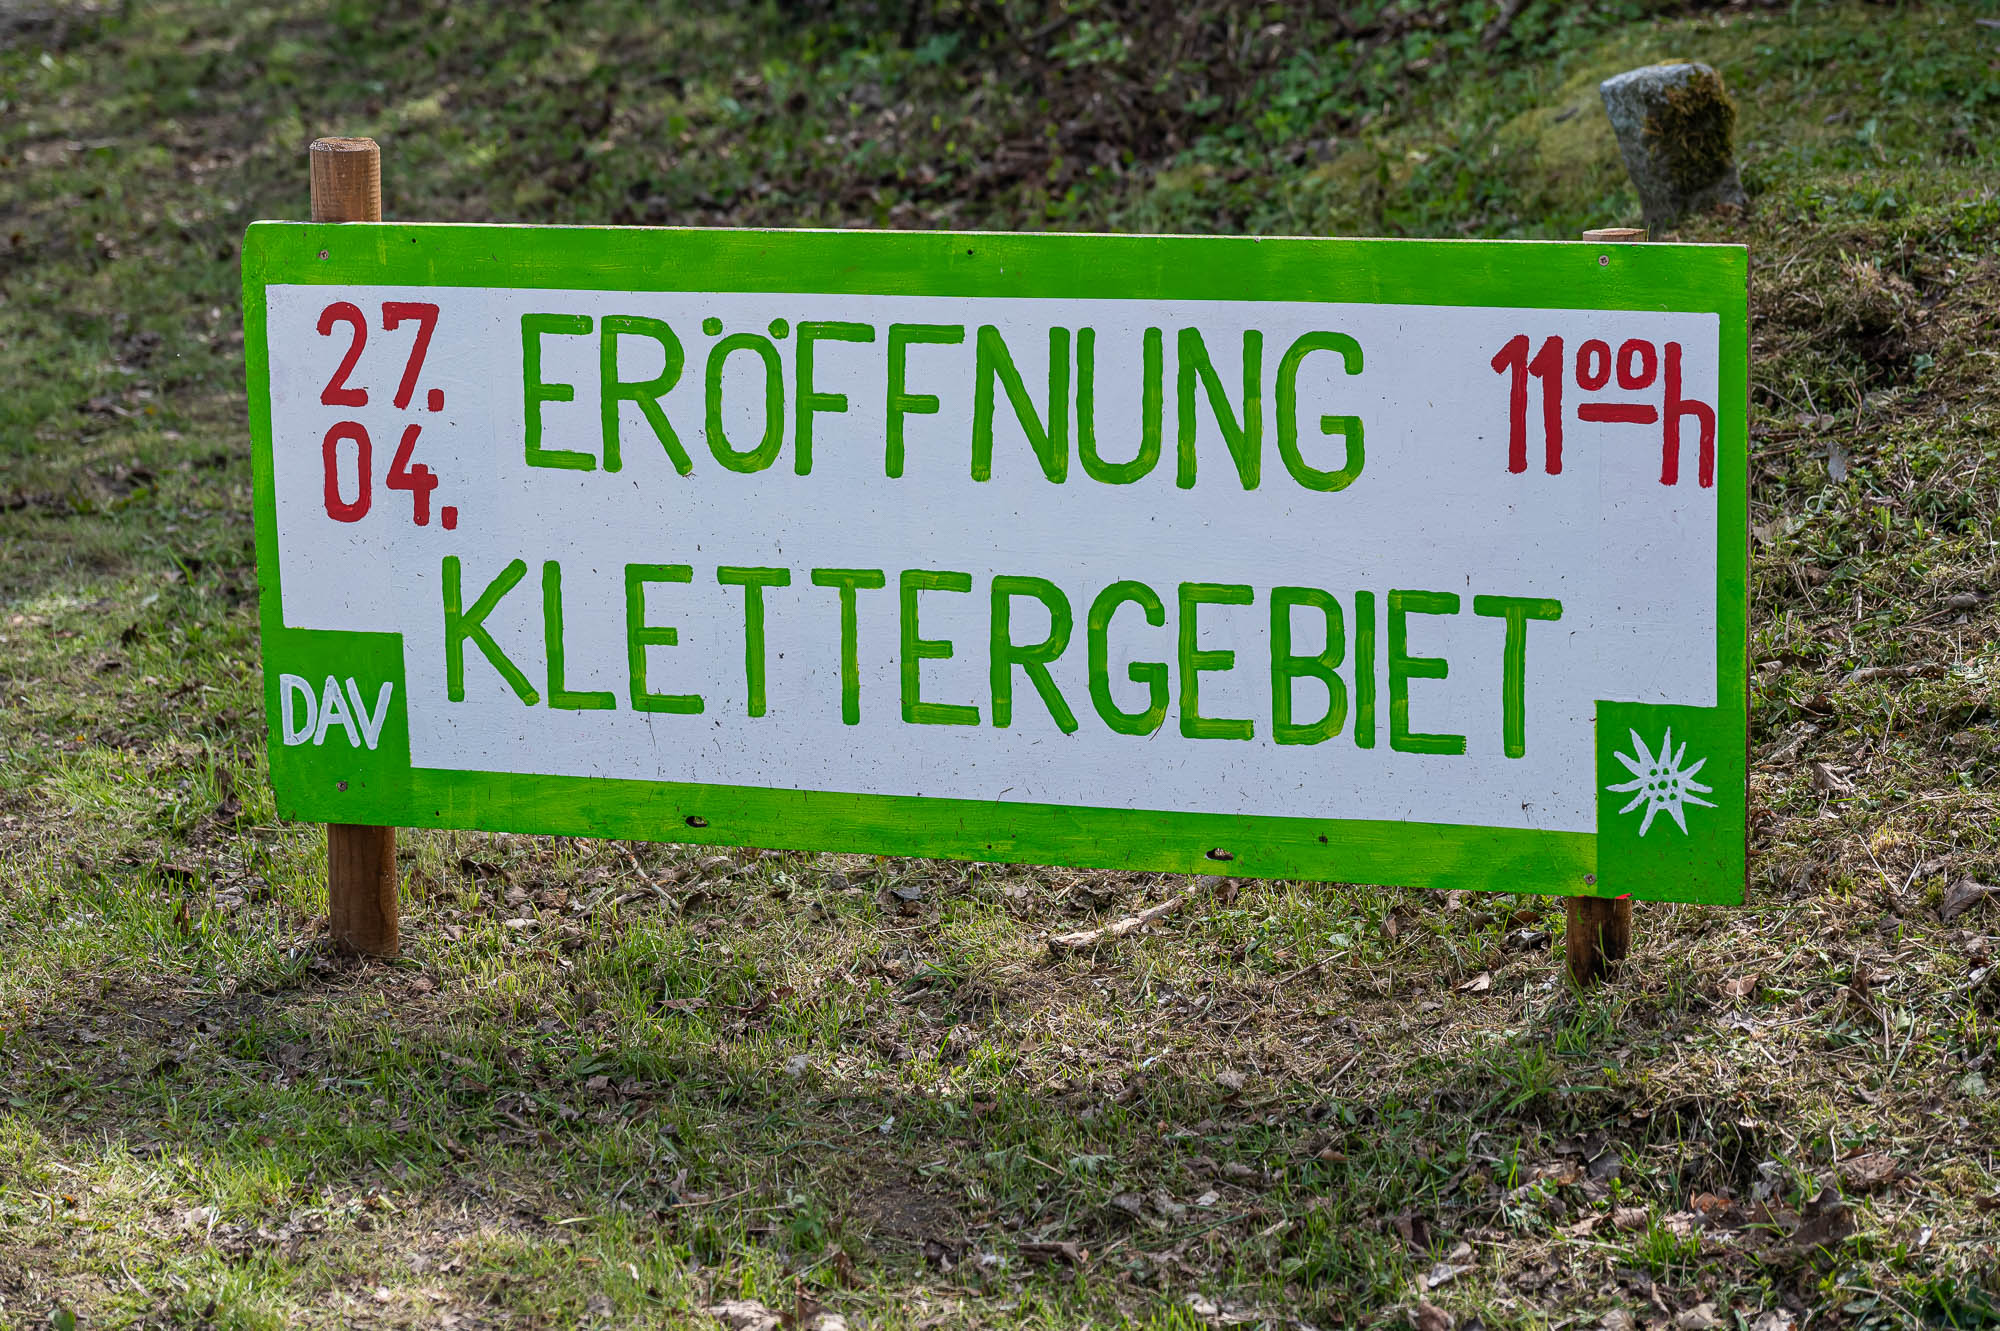 27. ERÖFFNUNG 11⁰⁰h
04.
KLETTERGEBIET
DAV